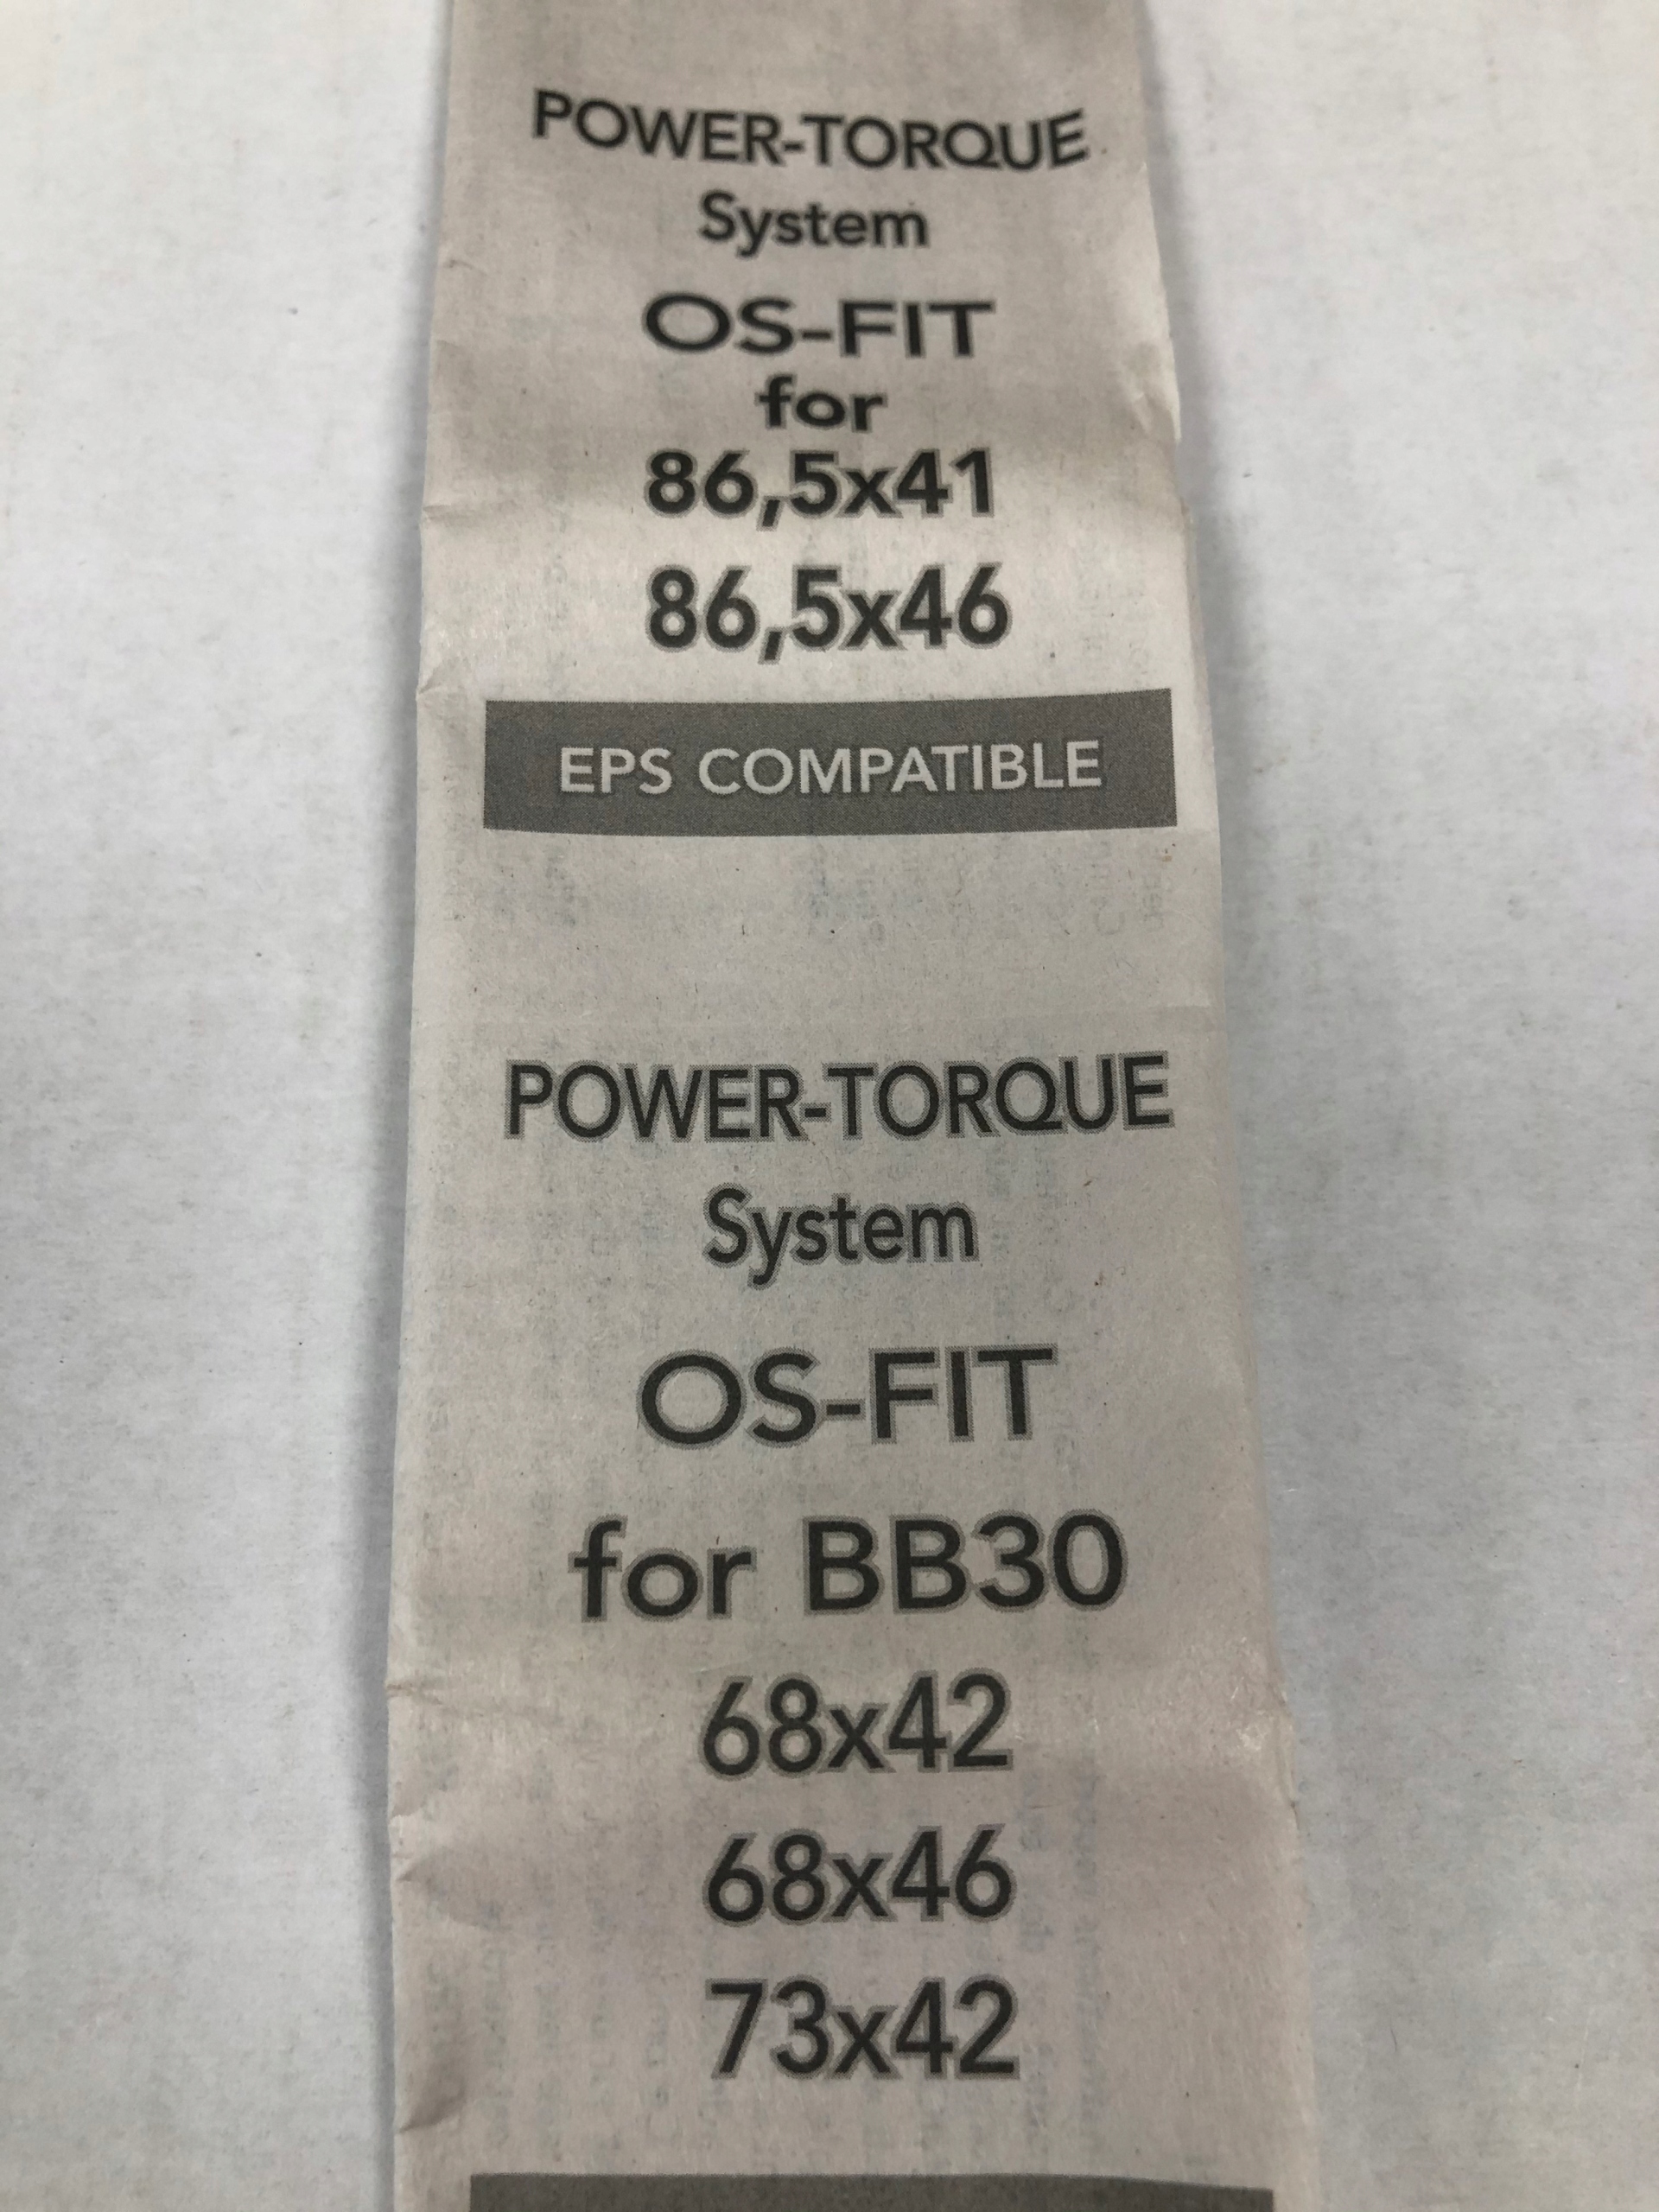 POWER-TORQUE
System
OS-FIT
for
86,5x41
86,5x46
EPS COMPATIBLE
POWER-TORQUE
System
OS-FIT
for BB30
68x42
68x46
73x42